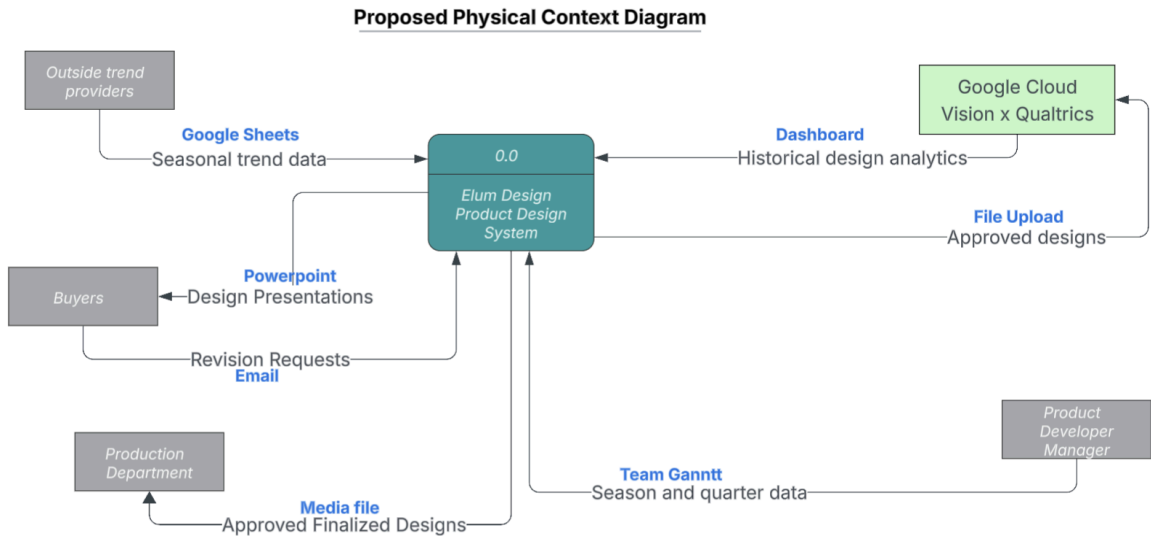 Proposed Physical Context Diagram
Outside trend
providers
Google Cloud
Vision x Qualtrics
Google Sheets
Seasonal trend data
0.0
Elum Design
Product Design
System
Dashboard
Historical design analytics
File Upload
Approved designs
Buyers
Powerpoint
Design Presentations
Revision Requests
Email
Production
Department
Media file
Approved Finalized Designs
Team Ganntt
Season and quarter data
Product
Developer
Manager